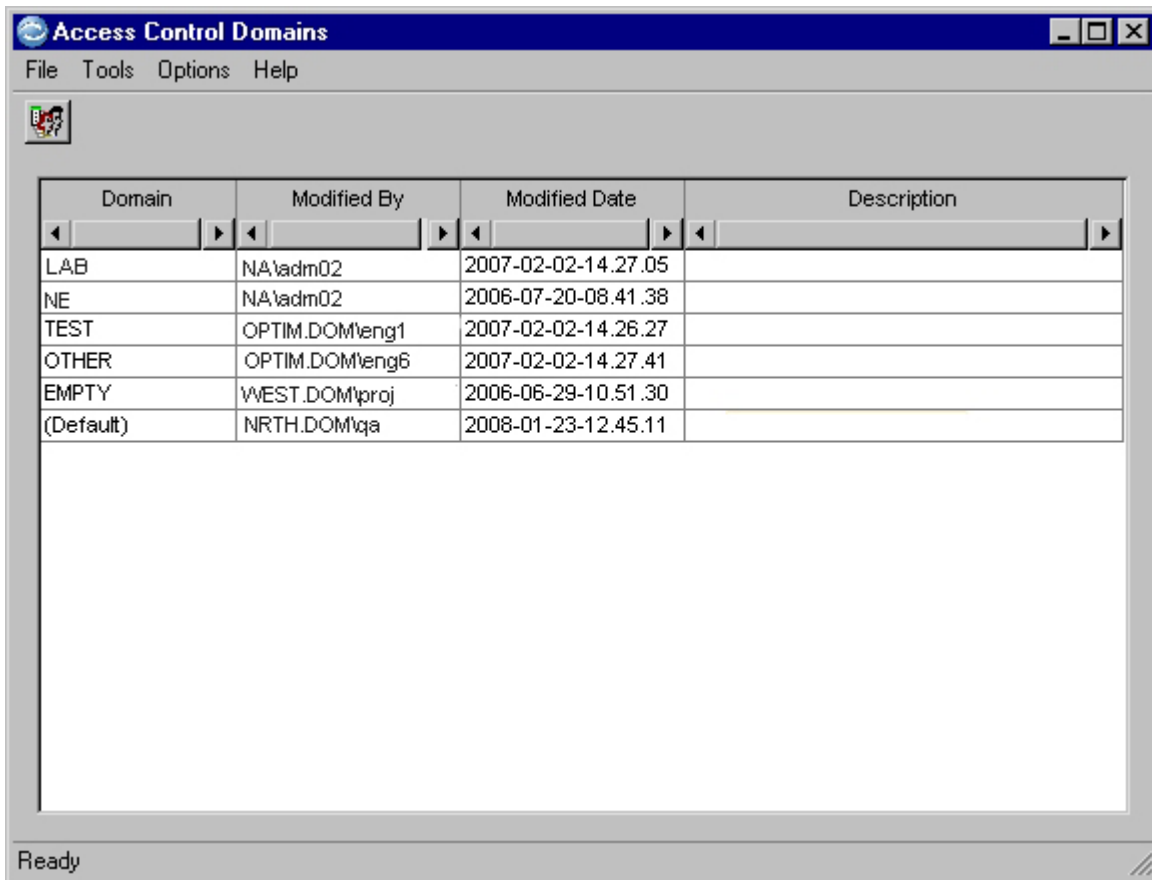 Access Control Domains
File Tools Options Help
Domain Modified By Modified Date Description
LAB NA\adm02 2007-02-02-14.27.05
NE NA\adm02 2006-07-20-08.41.38
TEST OPTIM.DOM\eng1 2007-02-02-14.26.27
OTHER OPTIM.DOM\eng6 2007-02-02-14.27.41
EMPTY WEST.DOM\proj 2006-06-29-10.51.30
(Default) NRTH.DOM\qa 2008-01-23-12.45.11
Ready